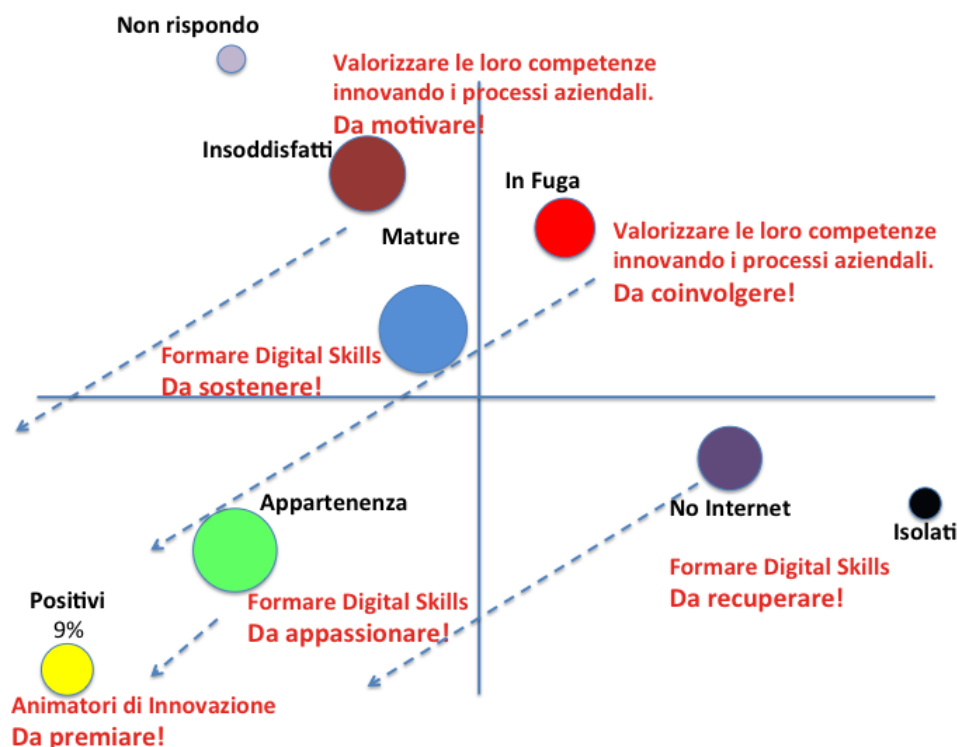 Non rispondo
Valorizzare le loro competenze
innovando i processi aziendali.
Da motivare!
Insoddisfatti
In Fuga
Mature
Valorizzare le loro competenze
innovando i processi aziendali.
Da coinvolgere!
Formare Digital Skills
Da sostenere!
Appartenenza
No Internet
Isolati
Formare Digital Skills
Da recuperare!
Positivi
9%
Formare Digital Skills
Da appassionare!
Animatori di Innovazione
Da premiare!